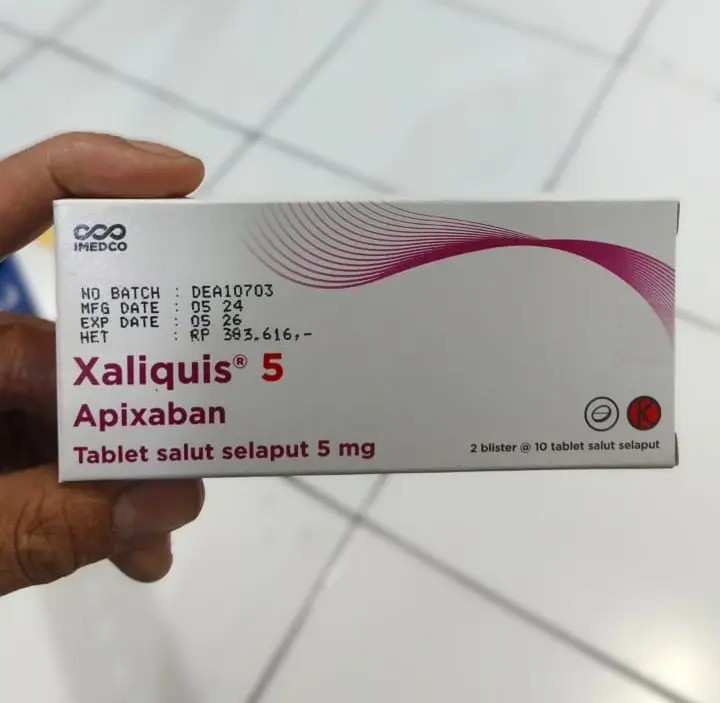 IMEDCO
NO BATCH : DEA10703
MFG DATE : 05 24
EXP DATE : 05 26
HET : RP 383.616,-
Xaliquis® 5
Apixaban
Tablet salut selaput 5 mg
K
2 blister @ 10 tablet salut selaput